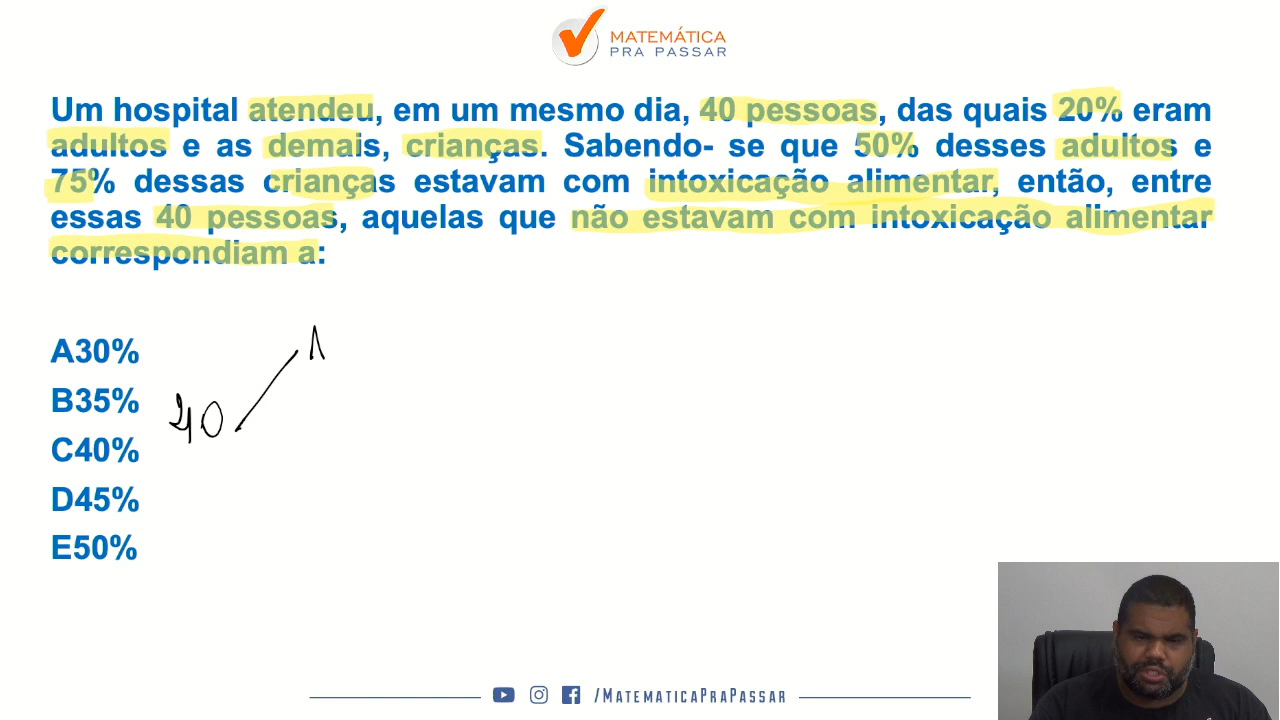 MATEMÁTICA
PRA PASSAR
Um hospital atendeu, em um mesmo dia, 40 pessoas, das quais 20% eram
adultos e as demais, crianças. Sabendo- se que 50% desses adultos e
75% dessas crianças estavam com intoxicação alimentar, então, entre
essas 40 pessoas, aquelas que não estavam com intoxicação alimentar
correspondiam a:
A30%
B35%
C40%
D45%
E50%
40
/MATEMATICAPRAPASSAR